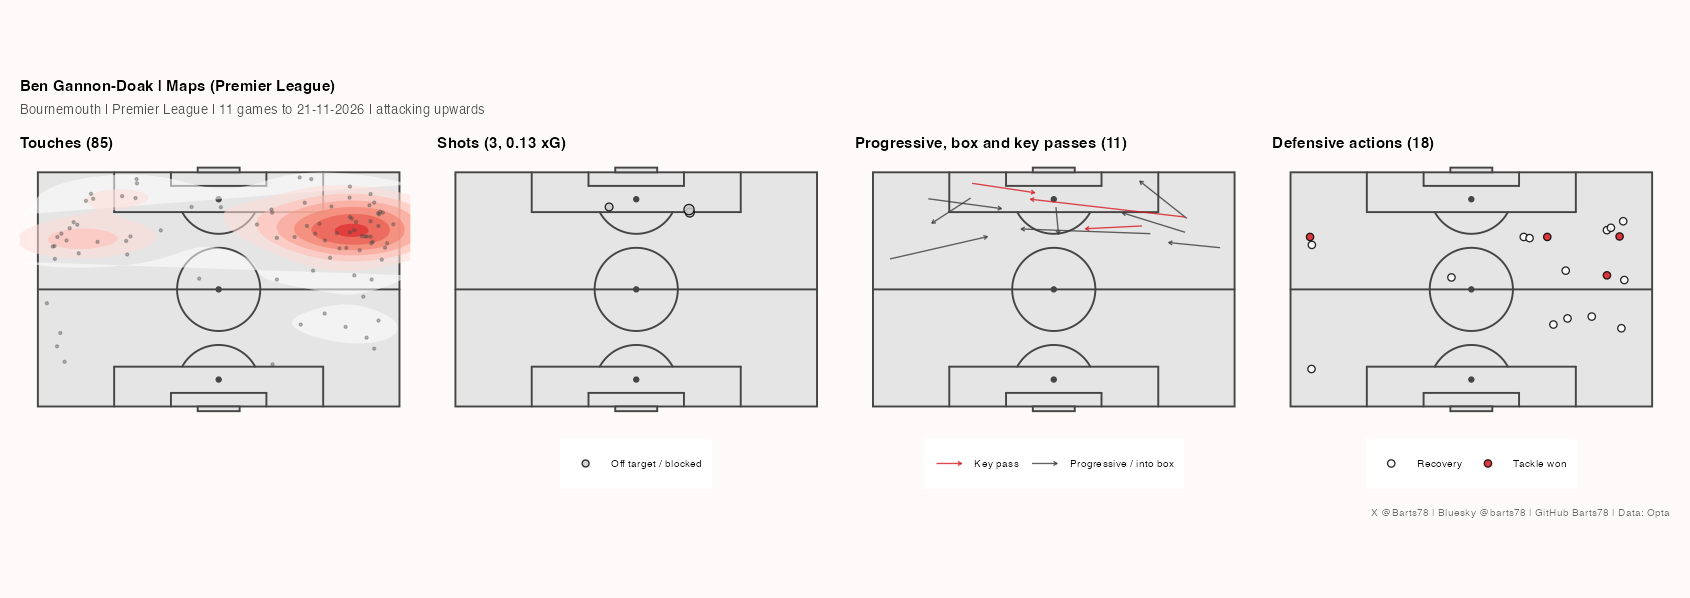 Ben Gannon-Doak | Maps (Premier League)
Bournemouth | Premier League | 11 games to 21-11-2026 | attacking upwards
Touches (85)
Shots (3, 0.13 xG)
Progressive, box and key passes (11)
Defensive actions (18)
Off target / blocked
Key pass
Progressive / into box
Recovery
Tackle won
X @Barts78 | Bluesky @barts78 | GitHub Barts78 | Data: Opta